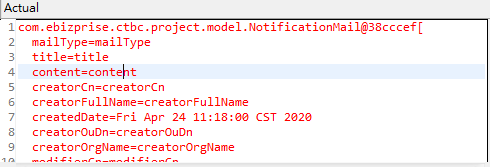 Actual
1 com.ebizprise.ctbc.project.model.NotificationMail@38cccef[
2 mailType=mailType
3 title=title
4 content=content
5 creatorCn=creatorCn
6 creatorFullName=creatorFullName
7 createdDate=Fri Apr 24 11:18:00 CST 2020
8 creatorOuDn=creatorOuDn
9 creatorOrgName=creatorOrgName
10 modifierCn=modifierCn